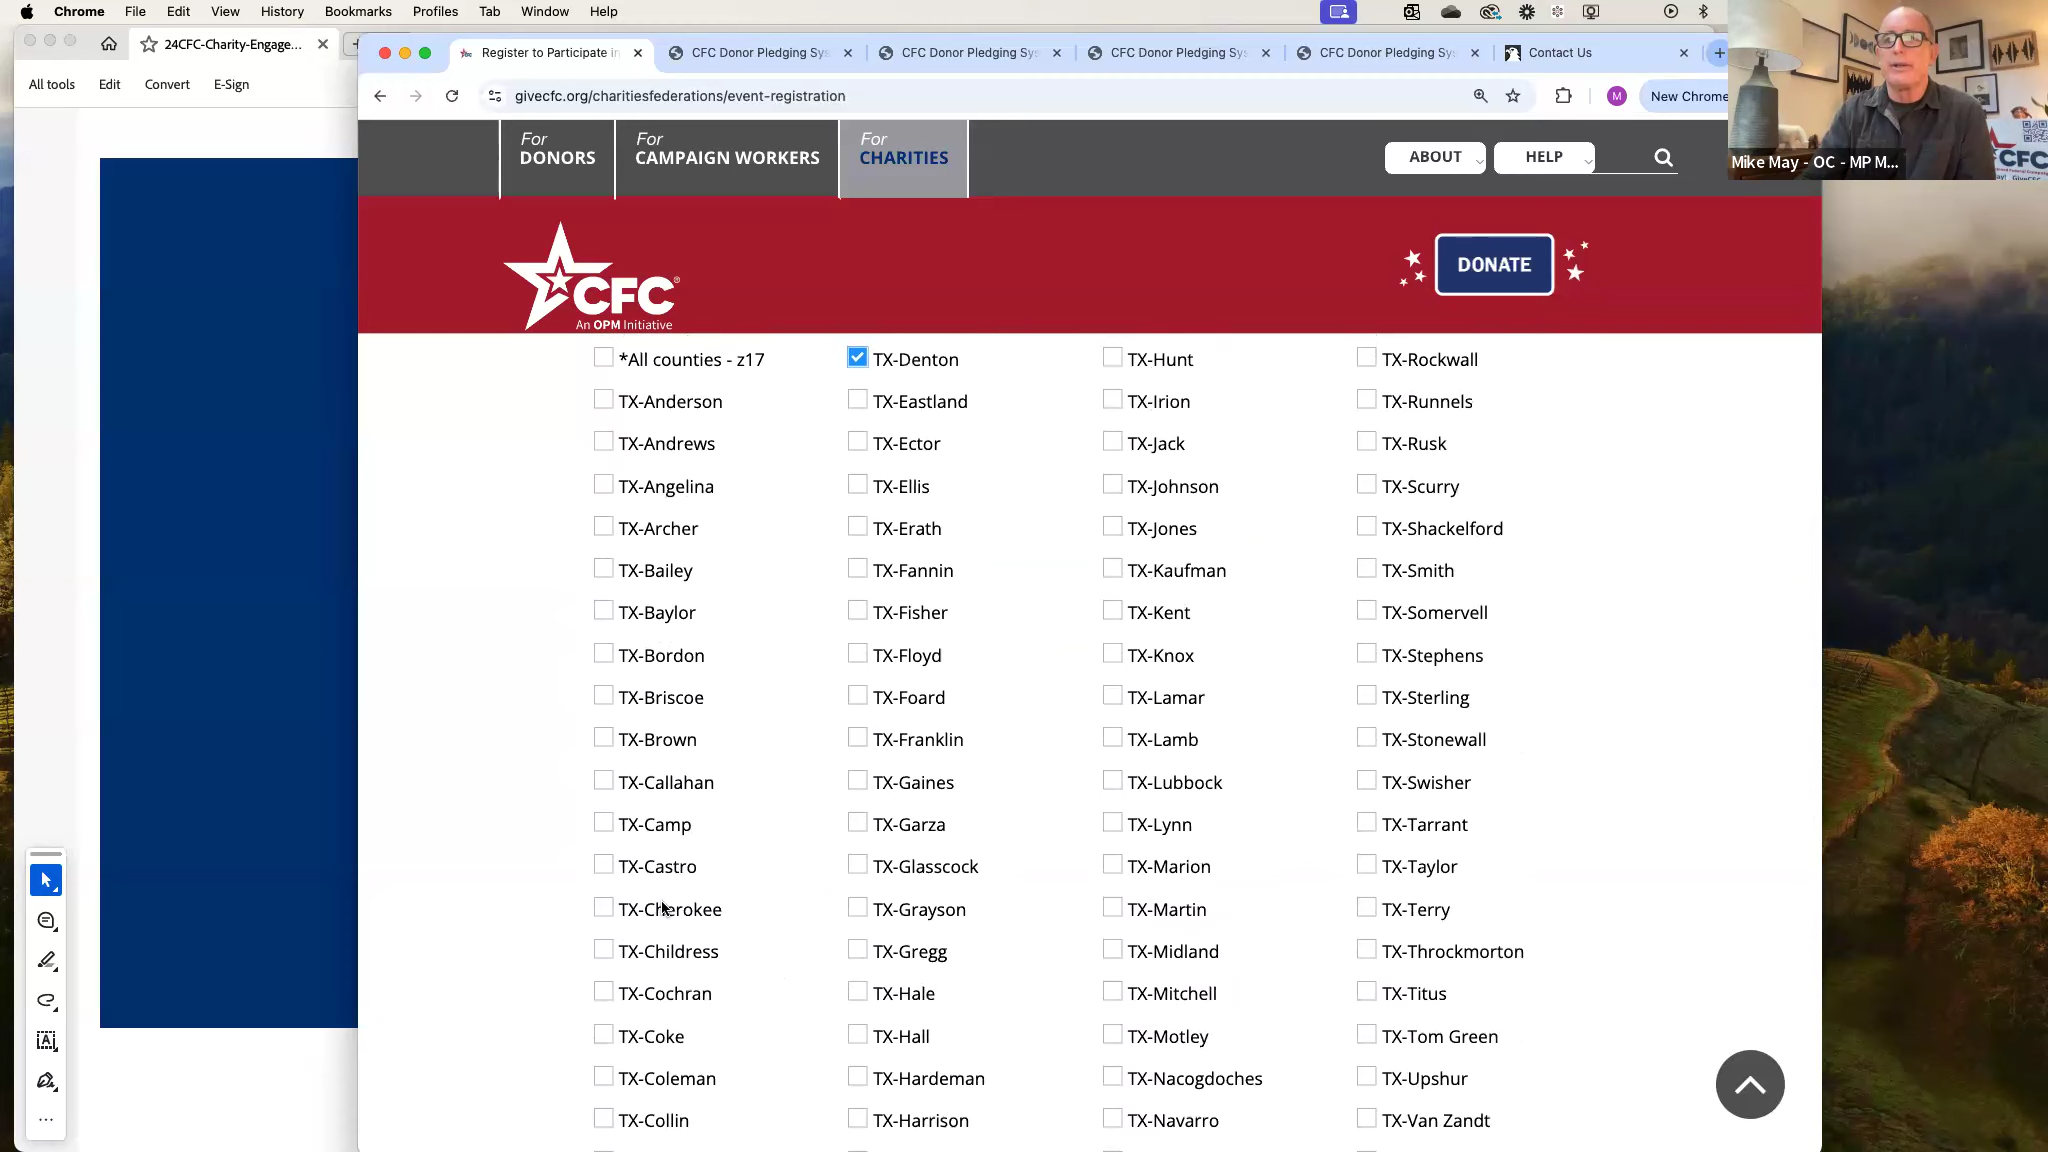 Chrome File Edit View History Bookmarks Profiles Tab Window Help
24CFC-Charity-Engage...
Register to Participate in
CFC Donor Pledging Sys
CFC Donor Pledging Sys
CFC Donor Pledging Sys
CFC Donor Pledging Sys
Contact Us
All tools Edit Convert E-Sign
givecfc.org/charitiesfederations/event-registration
M
New Chrome
For DONORS
For CAMPAIGN WORKERS
For CHARITIES
ABOUT
HELP
Mike May - OC - MP M...
CFC
CFC®
An OPM Initiative
DONATE
*All counties - z17 TX-Denton TX-Hunt TX-Rockwall
TX-Anderson TX-Eastland TX-Irion TX-Runnels
TX-Andrews TX-Ector TX-Jack TX-Rusk
TX-Angelina TX-Ellis TX-Johnson TX-Scurry
TX-Archer TX-Erath TX-Jones TX-Shackelford
TX-Bailey TX-Fannin TX-Kaufman TX-Smith
TX-Baylor TX-Fisher TX-Kent TX-Somervell
TX-Bordon TX-Floyd TX-Knox TX-Stephens
TX-Briscoe TX-Foard TX-Lamar TX-Sterling
TX-Brown TX-Franklin TX-Lamb TX-Stonewall
TX-Callahan TX-Gaines TX-Lubbock TX-Swisher
TX-Camp TX-Garza TX-Lynn TX-Tarrant
TX-Castro TX-Glasscock TX-Marion TX-Taylor
TX-Cherokee TX-Grayson TX-Martin TX-Terry
TX-Childress TX-Gregg TX-Midland TX-Throckmorton
TX-Cochran TX-Hale TX-Mitchell TX-Titus
TX-Coke TX-Hall TX-Motley TX-Tom Green
TX-Coleman TX-Hardeman TX-Nacogdoches TX-Upshur
TX-Collin TX-Harrison TX-Navarro TX-Van Zandt